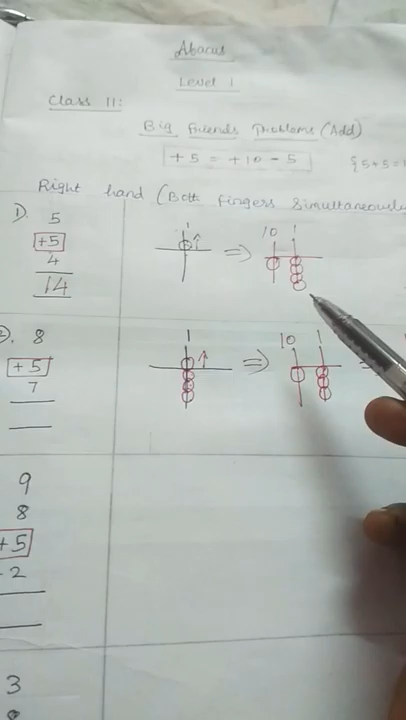 Abacus
Level 1
Class 11:
Big Friends Problems (Add)
+5 = +10 - 5
{5+5=
Right hand (Both fingers simultaneously
1). 5
+5
4
14
1
10 1
2). 8
+5
7
1
10 1
9
8
+5
-2
3